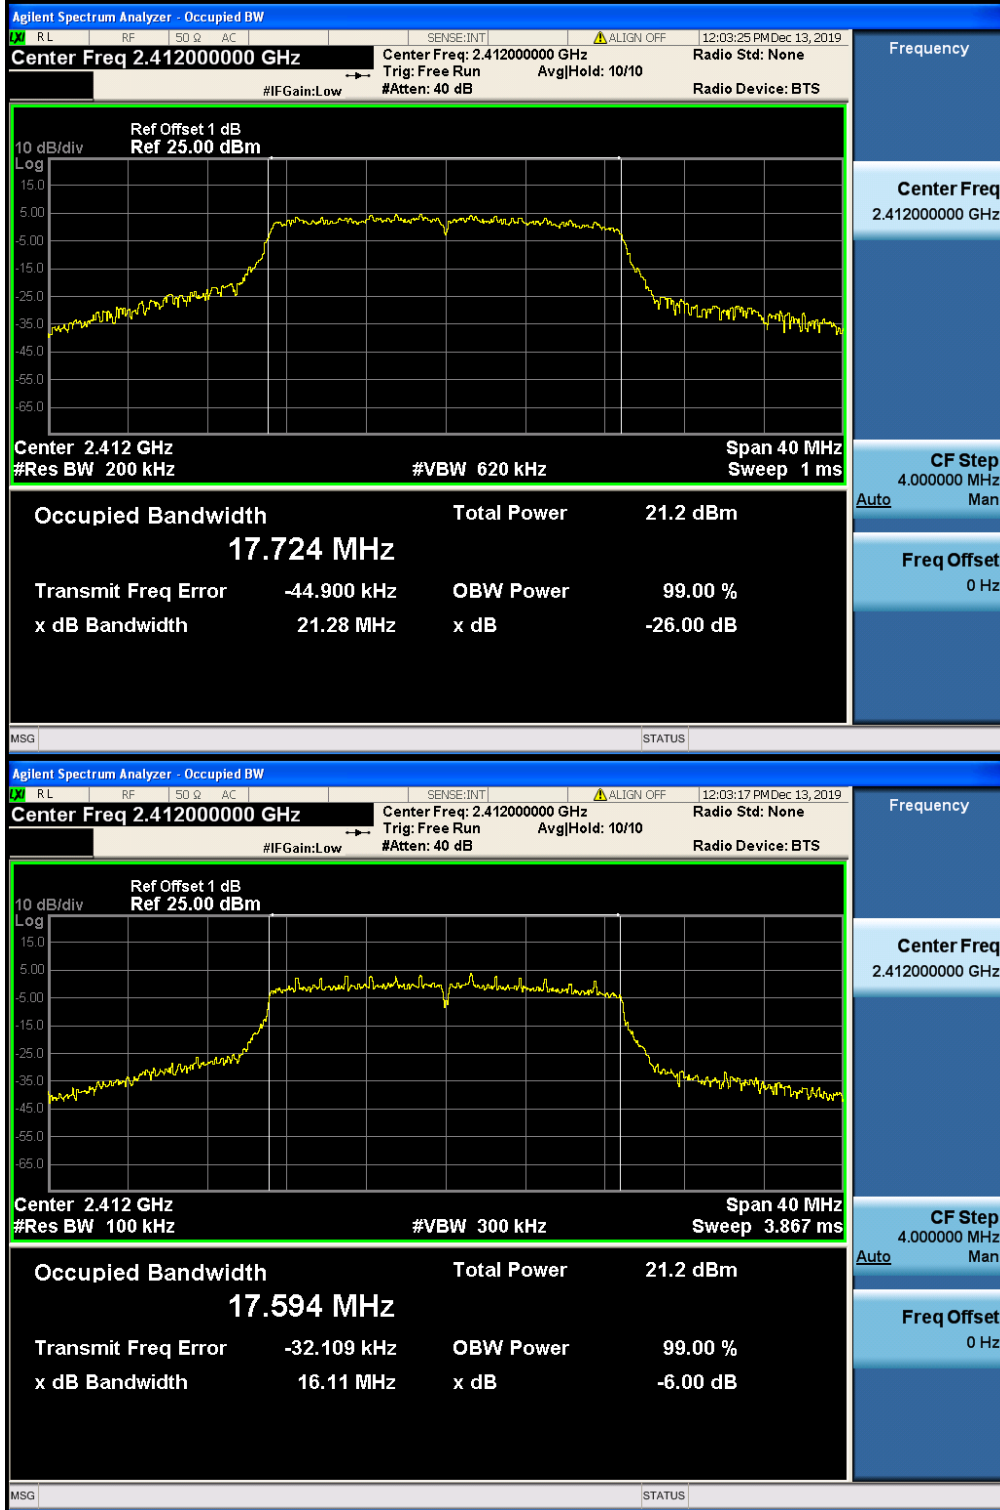 Agilent Spectrum Analyzer - Occupied BW
LXI RL RF 50 Ω AC SENSE:INT ALIGN OFF 12:03:25 PM Dec 13, 2019
Center Freq 2.412000000 GHz
Center Freq: 2.412000000 GHz
Radio Std: None
Trig: Free Run Avg|Hold: 10/10
#IFGain:Low
#Atten: 40 dB
Radio Device: BTS
Frequency
Ref Offset 1 dB
10 dB/div Ref 25.00 dBm
Log
15.0
5.00
-5.00
-15.0
-25.0
-35.0
-45.0
-55.0
-65.0
Center 2.412 GHz Span 40 MHz
#Res BW 200 kHz #VBW 620 kHz Sweep 1 ms
Center Freq
2.412000000 GHz
CF Step
4.000000 MHz
Auto Man
Freq Offset
0 Hz
Occupied Bandwidth Total Power 21.2 dBm
17.724 MHz
Transmit Freq Error -44.900 kHz OBW Power 99.00 %
x dB Bandwidth 21.28 MHz x dB -26.00 dB
MSG STATUS
Agilent Spectrum Analyzer - Occupied BW
LXI RL RF 50 Ω AC SENSE:INT ALIGN OFF 12:03:17 PM Dec 13, 2019
Center Freq 2.412000000 GHz
Center Freq: 2.412000000 GHz
Radio Std: None
Trig: Free Run Avg|Hold: 10/10
#IFGain:Low
#Atten: 40 dB
Radio Device: BTS
Frequency
Ref Offset 1 dB
10 dB/div Ref 25.00 dBm
Log
15.0
5.00
-5.00
-15.0
-25.0
-35.0
-45.0
-55.0
-65.0
Center 2.412 GHz Span 40 MHz
#Res BW 100 kHz #VBW 300 kHz Sweep 3.867 ms
Center Freq
2.412000000 GHz
CF Step
4.000000 MHz
Auto Man
Freq Offset
0 Hz
Occupied Bandwidth Total Power 21.2 dBm
17.594 MHz
Transmit Freq Error -32.109 kHz OBW Power 99.00 %
x dB Bandwidth 16.11 MHz x dB -6.00 dB
MSG STATUS